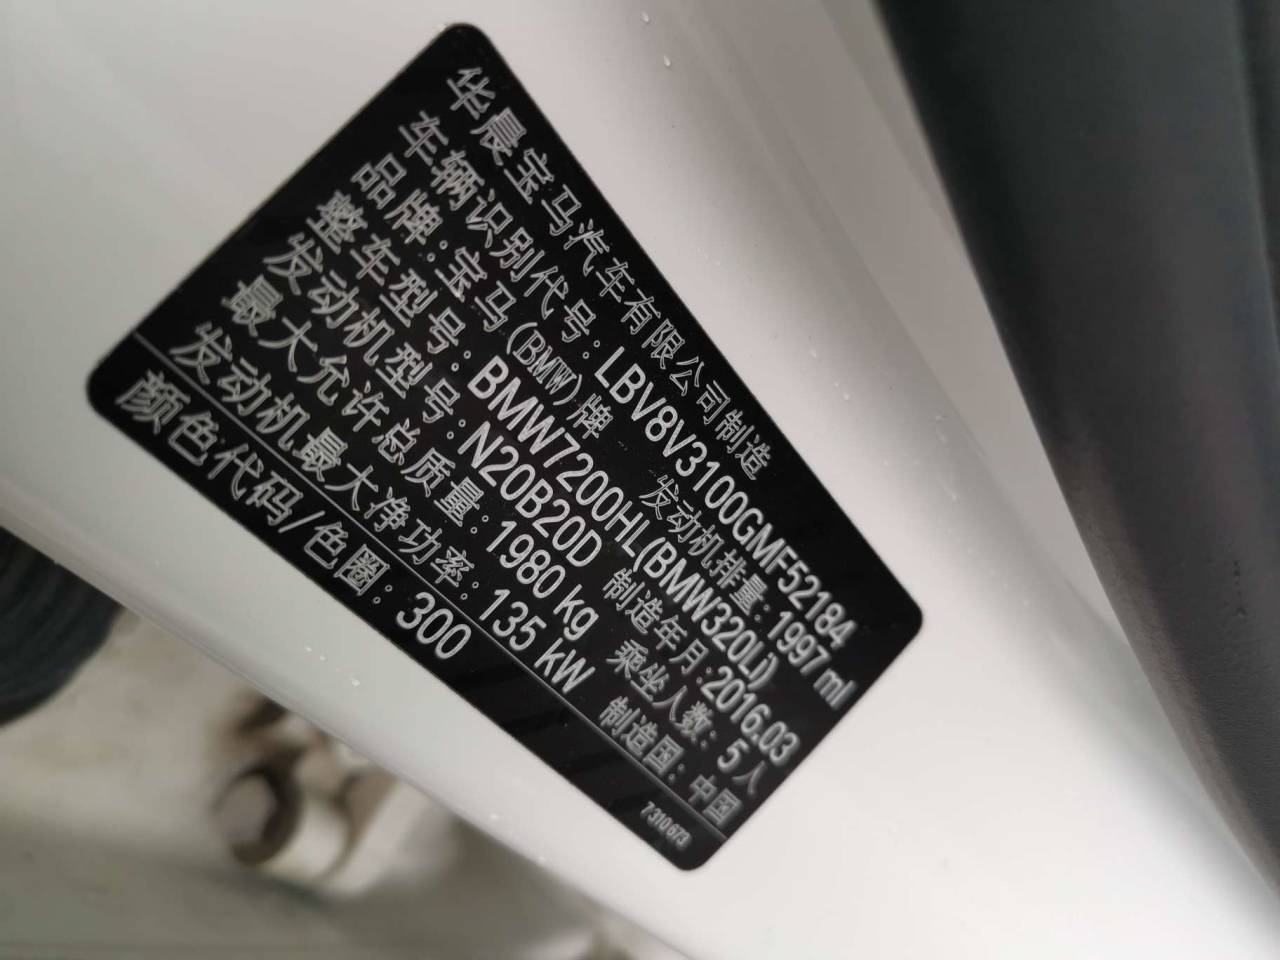 华晨宝马汽车有限公司制造
车辆识别代号: LBV8V3100GMF52184
品牌: 宝马(BMW)牌 发动机排量: 1997 ml
整车型号: BMW7200HL(BMW320Li)
发动机型号: N20B20D 制造年月: 2016.03
最大允许总质量: 1980 kg 乘坐人数: 5人
发动机最大净功率: 135 kW 制造国: 中国
颜色代码/色圈: 300 7310673